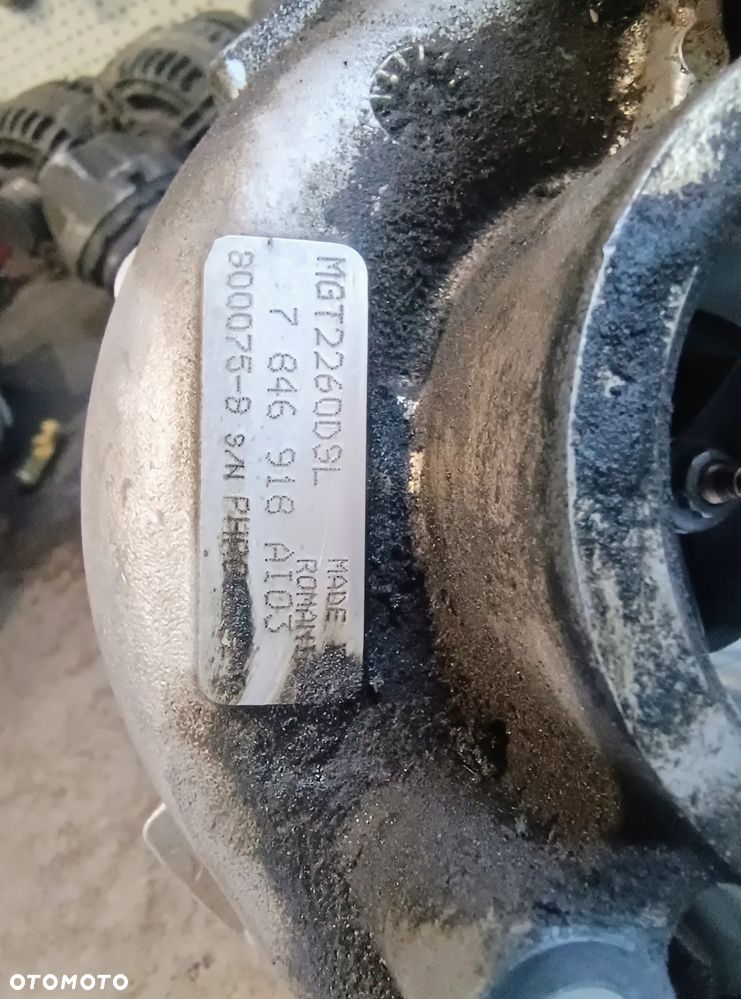 MGT2260DSL MADE
7 846 918 AI03 ROMANI
800075-8 S/N
OTOMOTO